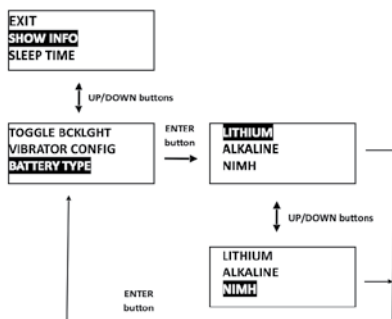 EXIT
SHOW INFO
SLEEP TIME
UP/DOWN buttons
TOGGLE BCKLGHT
VIBRATOR CONFIG
BATTERY TYPE
ENTER
button
LITHIUM
ALKALINE
NIMH
UP/DOWN buttons
LITHIUM
ALKALINE
NIMH
ENTER
button